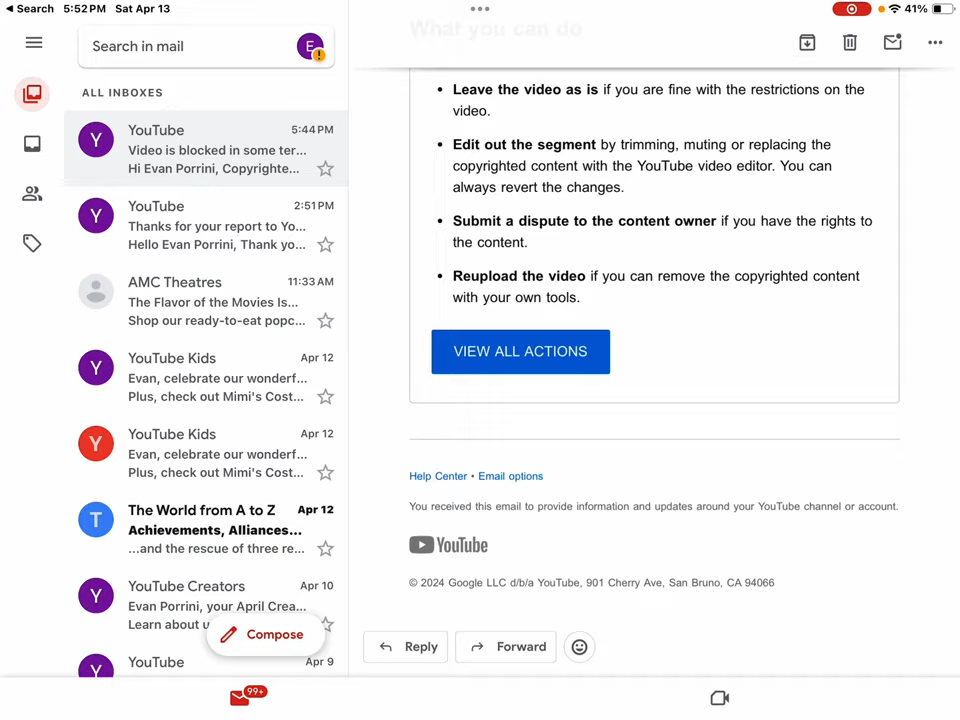 ◀ Search 5:52 PM Sat Apr 13
41%
What you can do
Search in mail
E
ALL INBOXES
Y
YouTube 5:44 PM
Video is blocked in some ter...
Hi Evan Porrini, Copyrighte...
Y
YouTube 2:51 PM
Thanks for your report to Yo...
Hello Evan Porrini, Thank yo...
AMC Theatres 11:33 AM
The Flavor of the Movies Is...
Shop our ready-to-eat popc...
Y
YouTube Kids Apr 12
Evan, celebrate our wonderf...
Plus, check out Mimi's Cost...
Y
YouTube Kids Apr 12
Evan, celebrate our wonderf...
Plus, check out Mimi's Cost...
T
The World from A to Z Apr 12
Achievements, Alliances...
...and the rescue of three re...
Y
YouTube Creators Apr 10
Evan Porrini, your April Crea...
Learn about
Compose
Y
YouTube Apr 9
99+
• Leave the video as is if you are fine with the restrictions on the
video.
• Edit out the segment by trimming, muting or replacing the
copyrighted content with the YouTube video editor. You can
always revert the changes.
• Submit a dispute to the content owner if you have the rights to
the content.
• Reupload the video if you can remove the copyrighted content
with your own tools.
VIEW ALL ACTIONS
Help Center • Email options
You received this email to provide information and updates around your YouTube channel or account.
YouTube
© 2024 Google LLC d/b/a YouTube, 901 Cherry Ave, San Bruno, CA 94066
Reply
Forward